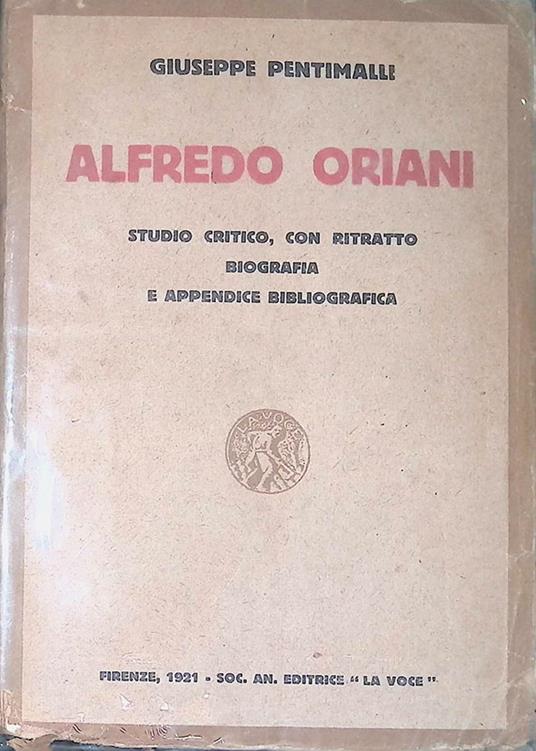 GIUSEPPE PENTIMALLI
ALFREDO ORIANI
STUDIO CRITICO, CON RITRATTO
BIOGRAFIA
E APPENDICE BIBLIOGRAFICA
LA VOCE
FIRENZE, 1921 - SOC. AN. EDITRICE "LA VOCE"